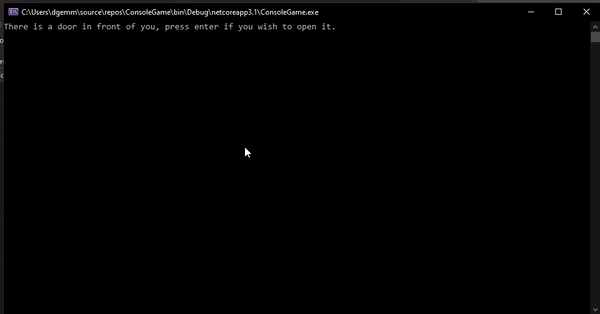 C:\Users\dgemm\source\repos\ConsoleGame\bin\Debug\netcoreapp3.1\ConsoleGame.exe
There is a door in front of you, press enter if you wish to open it.